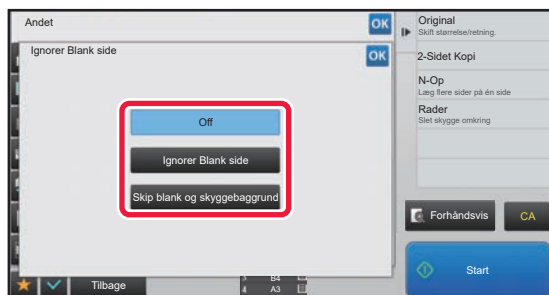 Andet
OK
Ignorer Blank side
OK
Off
Ignorer Blank side
Skip blank og skyggebaggrund
Tilbage
3 B4
4 A3
Original
Skift størrelse/retning.
2-Sidet Kopi
N-Op
Læg flere sider på én side
Rader
Slet skygge omkring
Forhåndsvis
CA
Start